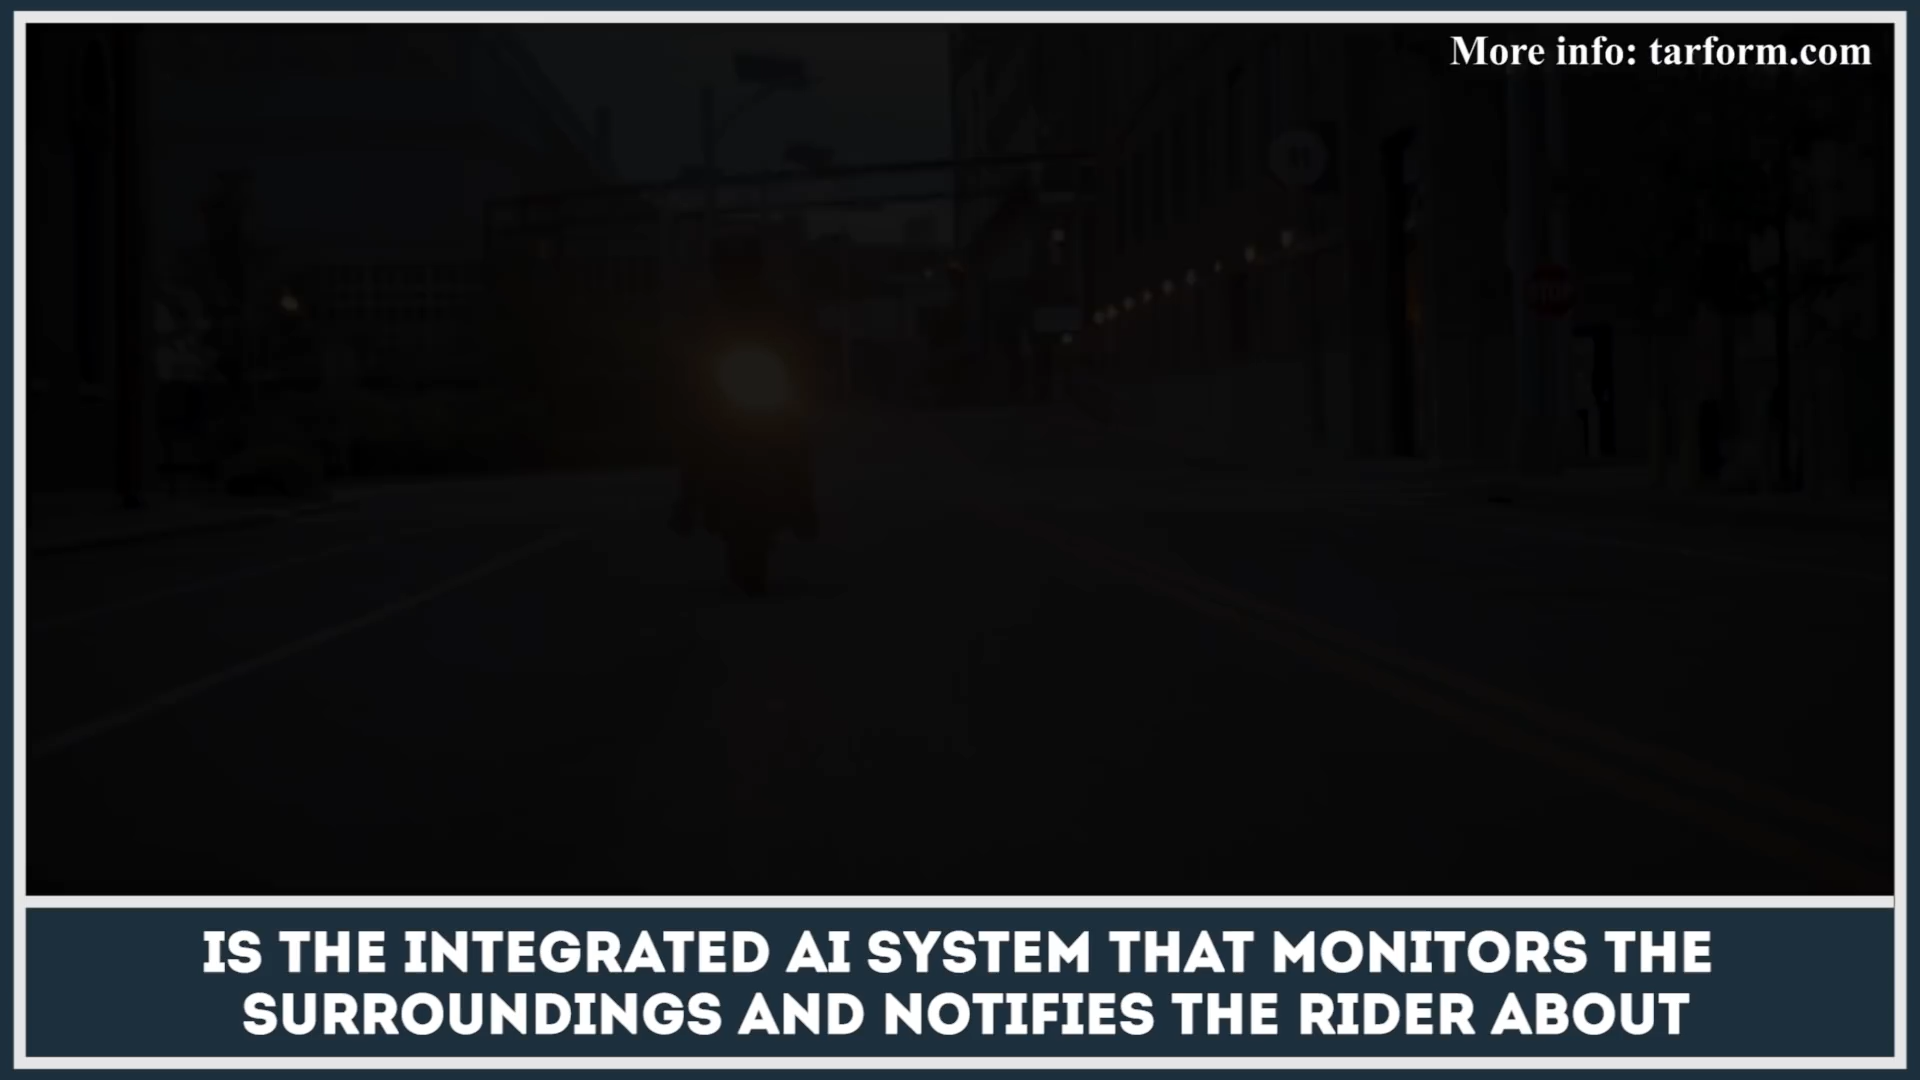 More info: tarform.com
IS THE INTEGRATED AI SYSTEM THAT MONITORS THE
SURROUNDINGS AND NOTIFIES THE RIDER ABOUT